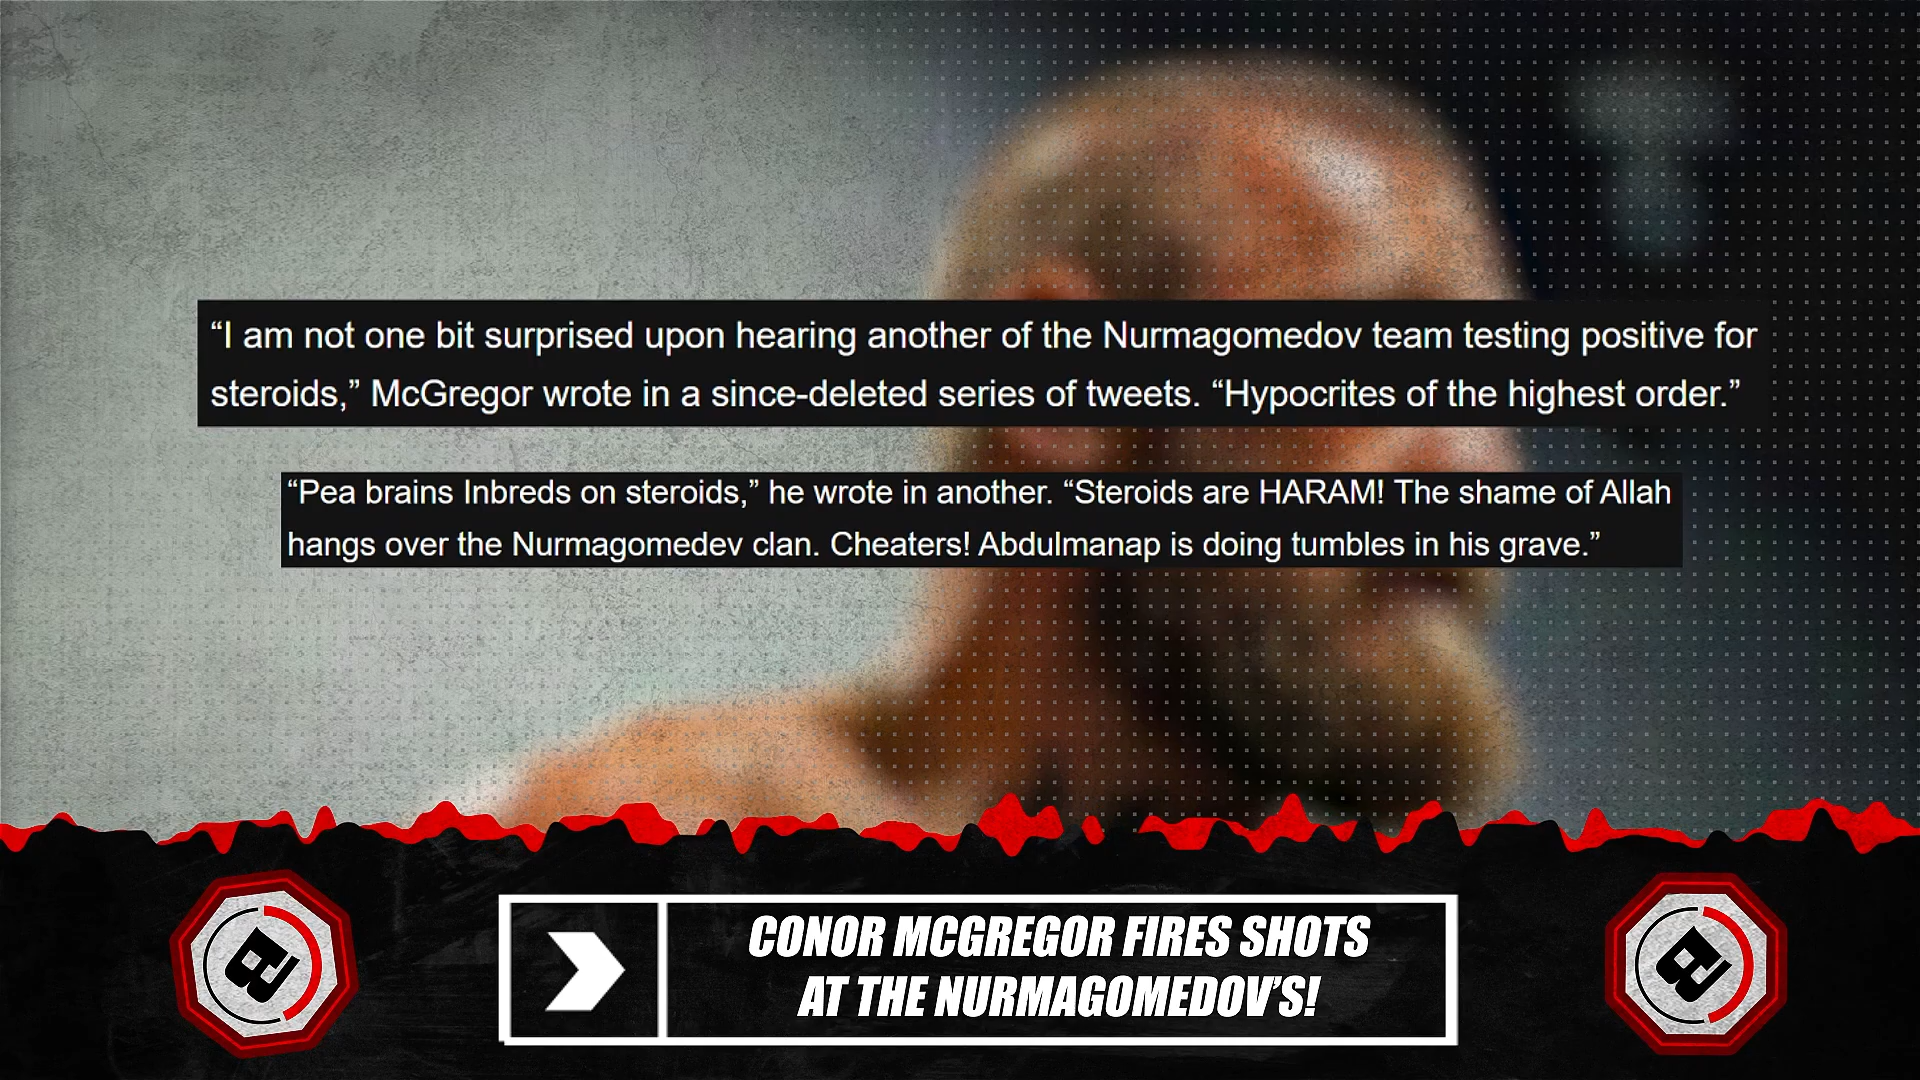 “I am not one bit surprised upon hearing another of the Nurmagomedov team testing positive for
steroids,” McGregor wrote in a since-deleted series of tweets. “Hypocrites of the highest order.”
“Pea brains Inbreds on steroids,” he wrote in another. “Steroids are HARAM! The shame of Allah
hangs over the Nurmagomedev clan. Cheaters! Abdulmanap is doing tumbles in his grave.”
CONOR MCGREGOR FIRES SHOTS
AT THE NURMAGOMEDOV’S!